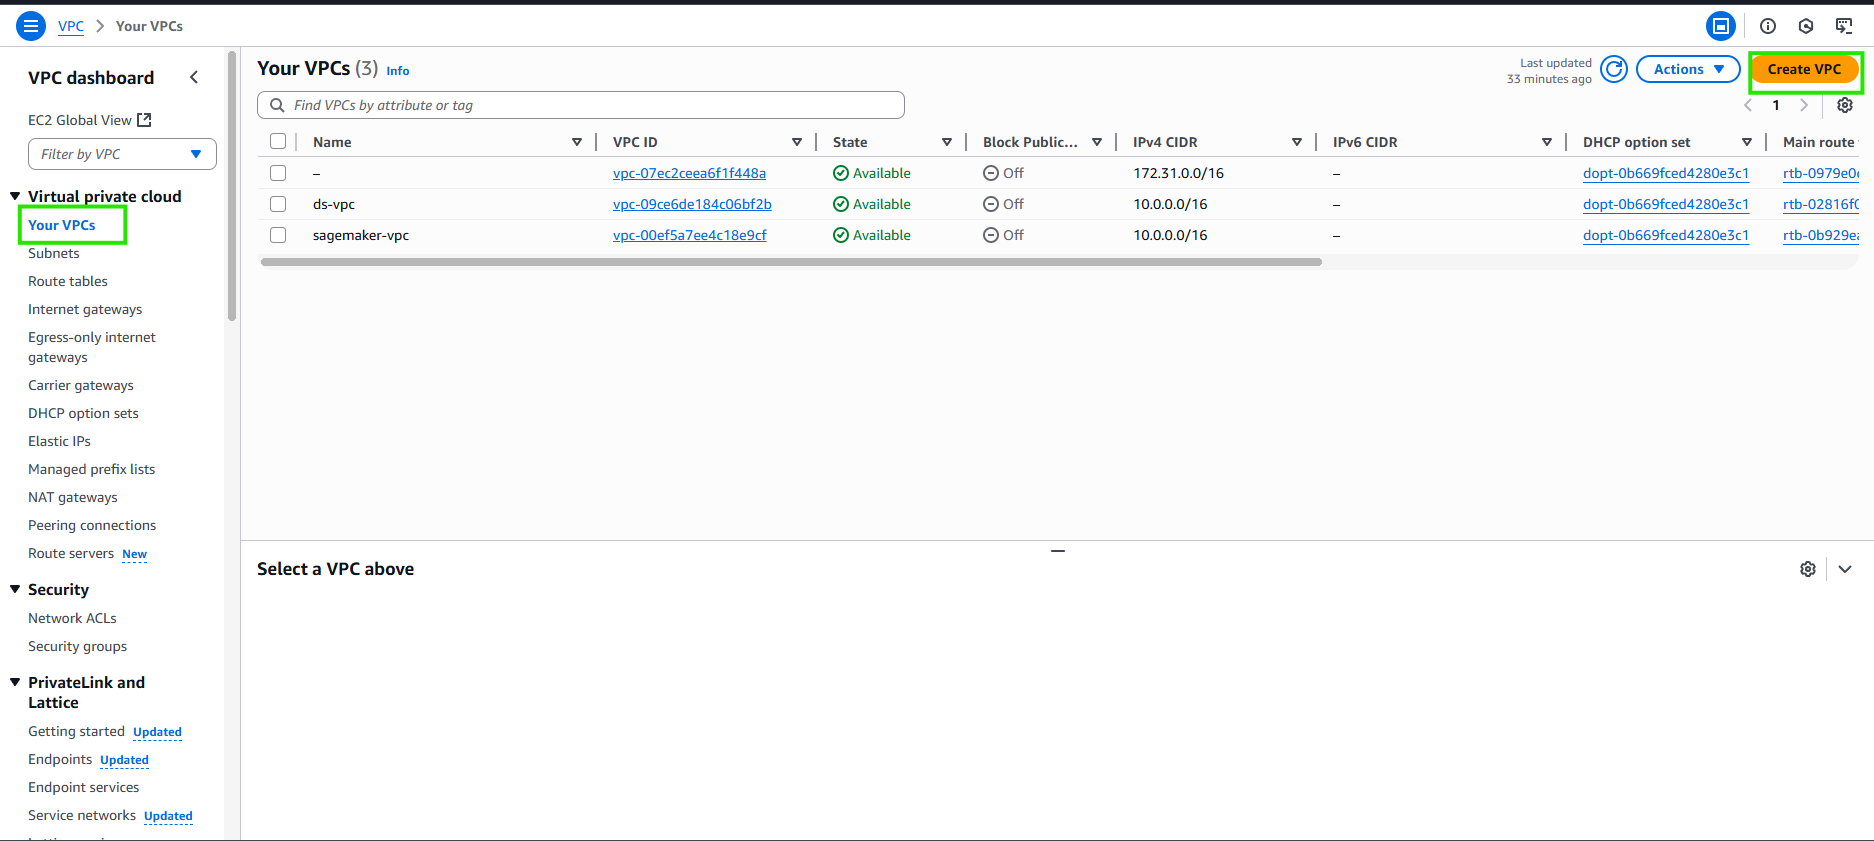 VPC > Your VPCs
VPC dashboard
EC2 Global View
Filter by VPC
Virtual private cloud
Your VPCs
Subnets
Route tables
Internet gateways
Egress-only internet
gateways
Carrier gateways
DHCP option sets
Elastic IPs
Managed prefix lists
NAT gateways
Peering connections
Route servers New
Security
Network ACLs
Security groups
PrivateLink and
Lattice
Getting started Updated
Endpoints Updated
Endpoint services
Service networks Updated
Your VPCs (3) Info
Last updated
33 minutes ago
Actions
Create VPC
Find VPCs by attribute or tag
1
Name VPC ID State Block Public... IPv4 CIDR IPv6 CIDR DHCP option set Main route
– vpc-07ec2ceea6f1f448a Available Off 172.31.0.0/16 – dopt-0b669fced4280e3c1 rtb-0979e0
ds-vpc vpc-09ce6de184c06bf2b Available Off 10.0.0.0/16 – dopt-0b669fced4280e3c1 rtb-02816f
sagemaker-vpc vpc-00ef5a7ee4c18e9cf Available Off 10.0.0.0/16 – dopt-0b669fced4280e3c1 rtb-0b929e
Select a VPC above